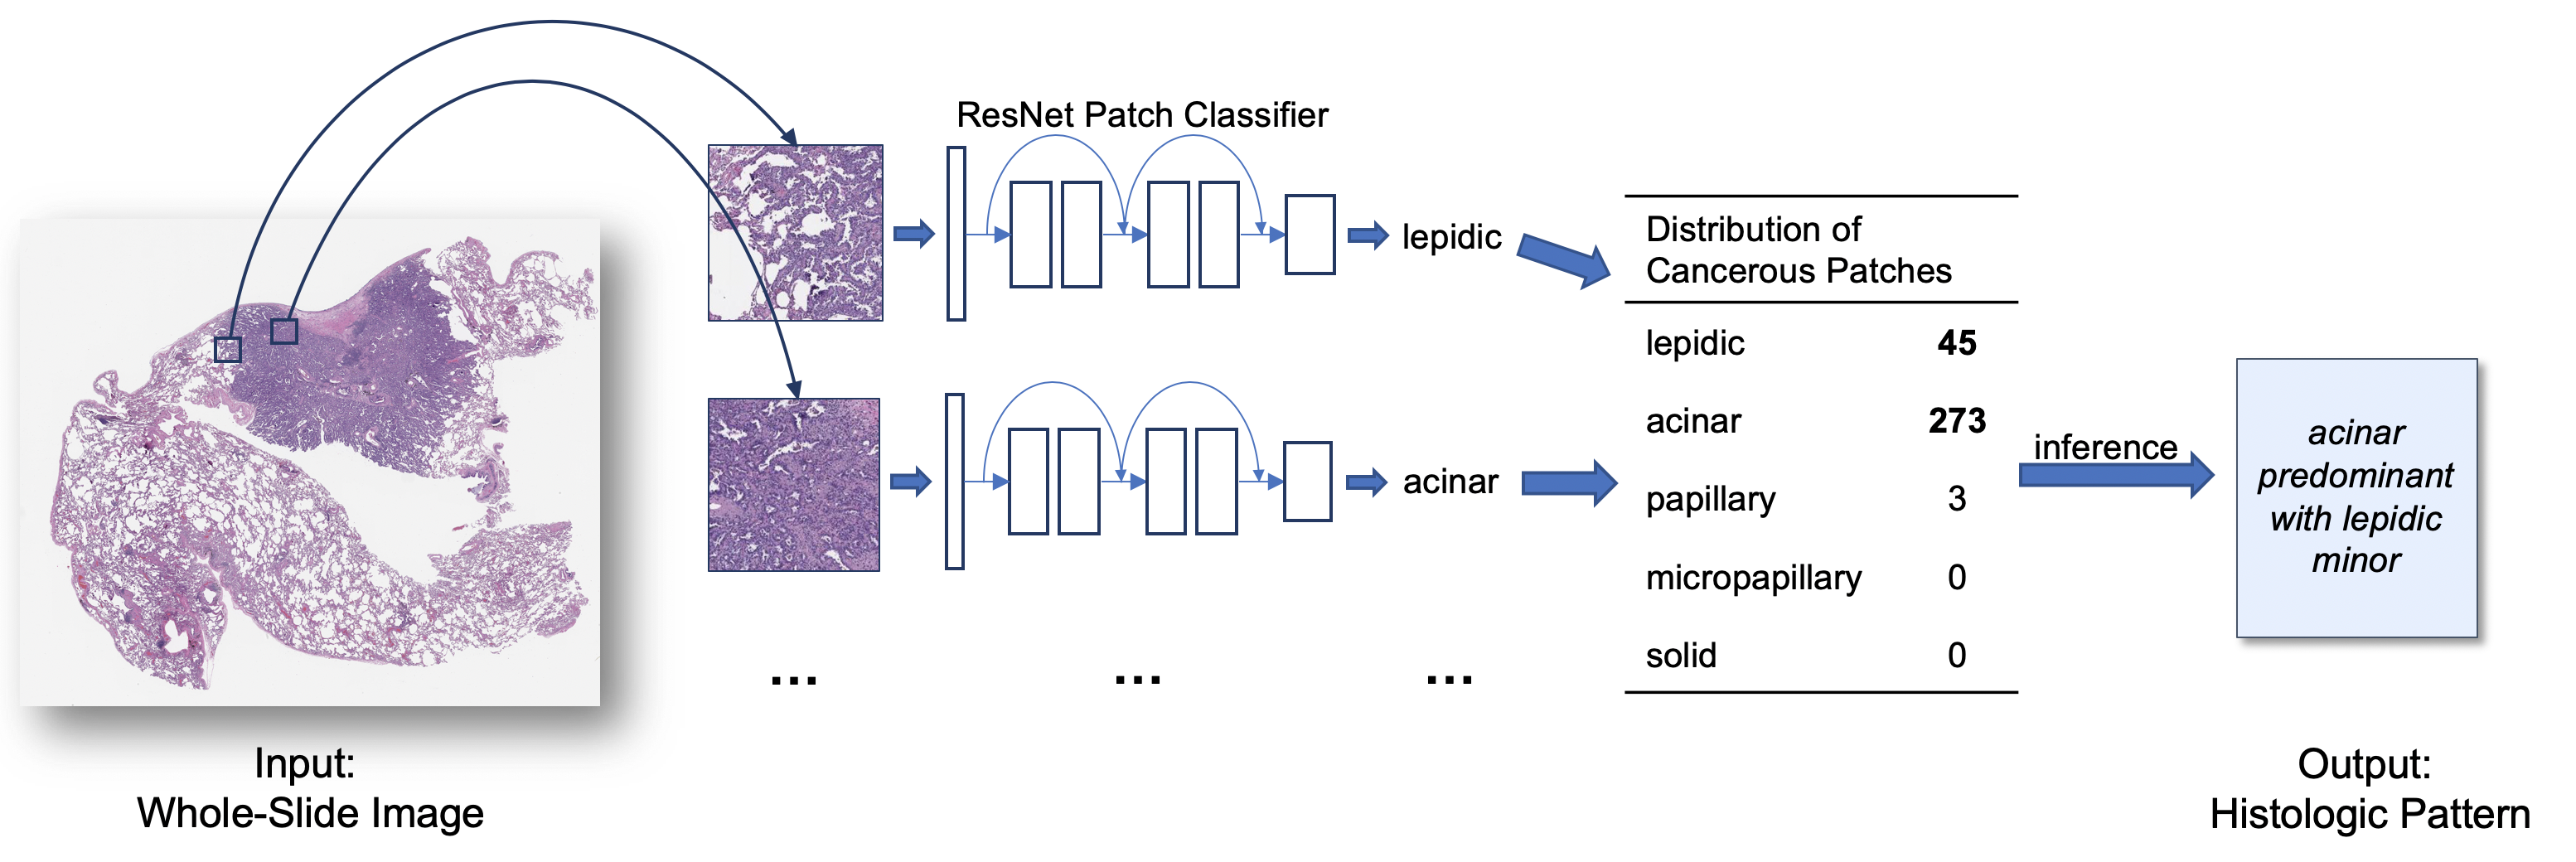 ResNet Patch Classifier
lepidic
acinar
...
...
...
Distribution of
Cancerous Patches
lepidic 45
acinar 273
papillary 3
micropapillary 0
solid 0
inference
acinar
predominant
with lepidic
minor
Input:
Whole-Slide Image
Output:
Histologic Pattern